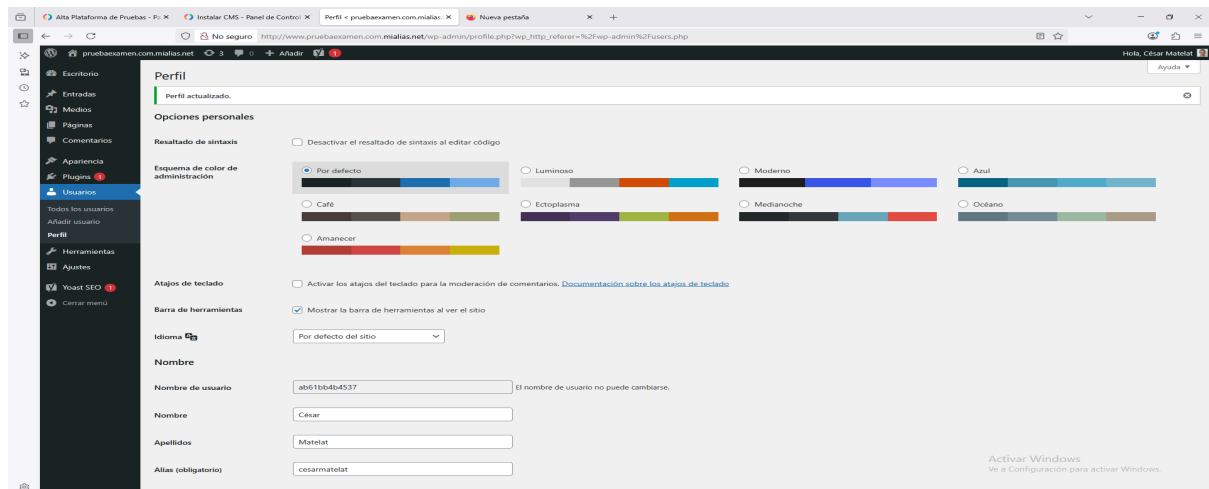 Alta Plataforma de Pruebas - Pa
Instalar CMS - Panel de Control
Perfil < pruebaexamen.com.mialias.
Nueva pestaña
No seguro http://www.pruebaexamen.com.mialias.net/wp-admin/profile.php?wp_http_referer=%2Fwp-admin%2Fusers.php
pruebaexamen.com.mialias.net 3 0 + Añadir 1 Hola, César Matelat
Ayuda
Escritorio
Entradas
Medios
Páginas
Comentarios
Apariencia
Plugins 1
Usuarios
Todos los usuarios
Añadir usuario
Perfil
Herramientas
Ajustes
Yoast SEO 1
Cerrar menú
Perfil
Perfil actualizado.
Opciones personales
Resaltado de sintaxis Desactivar el resaltado de sintaxis al editar código
Esquema de color de
administración
Por defecto Luminoso Moderno Azul
Café Ectoplasma Medianoche Océano
Amanecer
Atajos de teclado Activar los atajos del teclado para la moderación de comentarios. Documentación sobre los atajos de teclado
Barra de herramientas Mostrar la barra de herramientas al ver el sitio
Idioma Por defecto del sitio
Nombre
Nombre de usuario ab61bb4b4537 El nombre de usuario no puede cambiarse.
Nombre César
Apellidos Matelat
Alias (obligatorio) cesarmatelat
Activar Windows
Ve a Configuración para activar Windows.